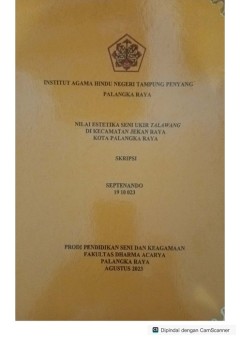 INSTITUT AGAMA HINDU NEGERI TAMPUNG PENYANG
PALANGKA RAYA
NILAI ESTETIKA SENI UKIR TALAWANG
DI KECAMATAN JEKAN RAYA
KOTA PALANGKA RAYA
SKRIPSI
SEPTENANDO
19 10 023
PRODI PENDIDIKAN SENI DAN KEAGAMAAN
FAKULTAS DHARMA ACARYA
PALANGKA RAYA
AGUSTUS 2023
Dipindai dengan CamScanner